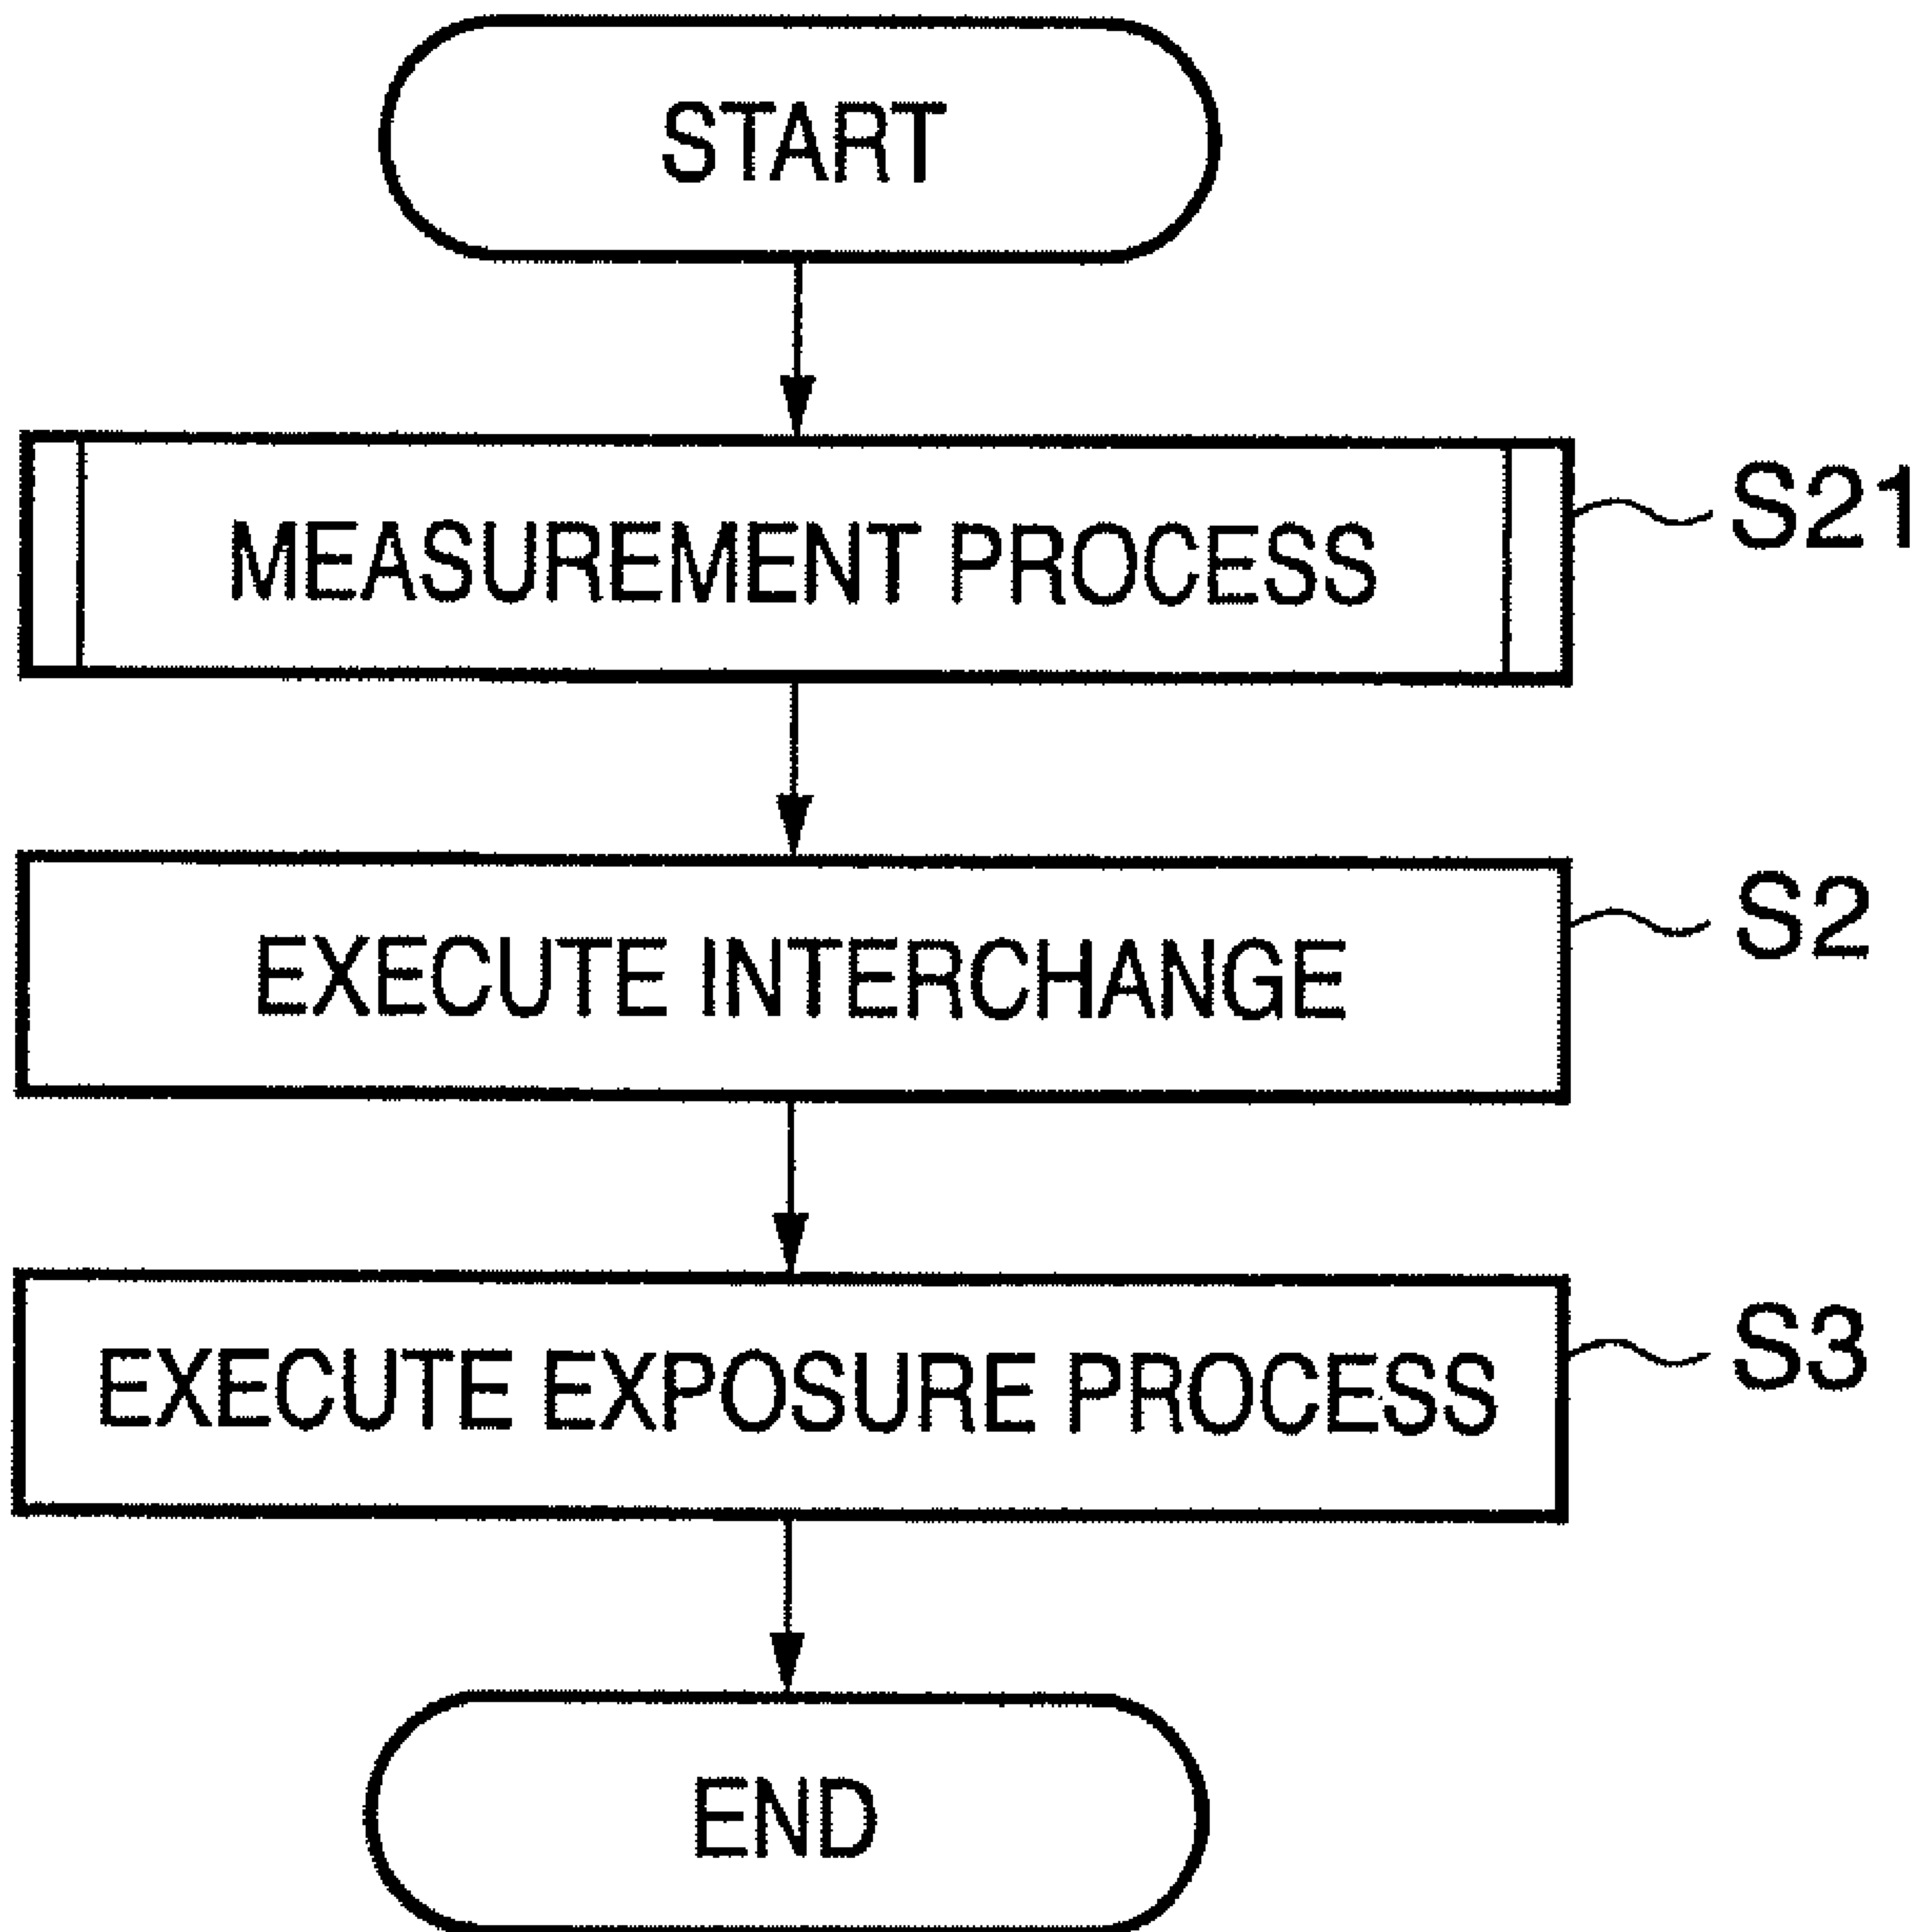 START
MEASUREMENT PROCESS S21
EXECUTE INTERCHANGE S2
EXECUTE EXPOSURE PROCESS S3
END